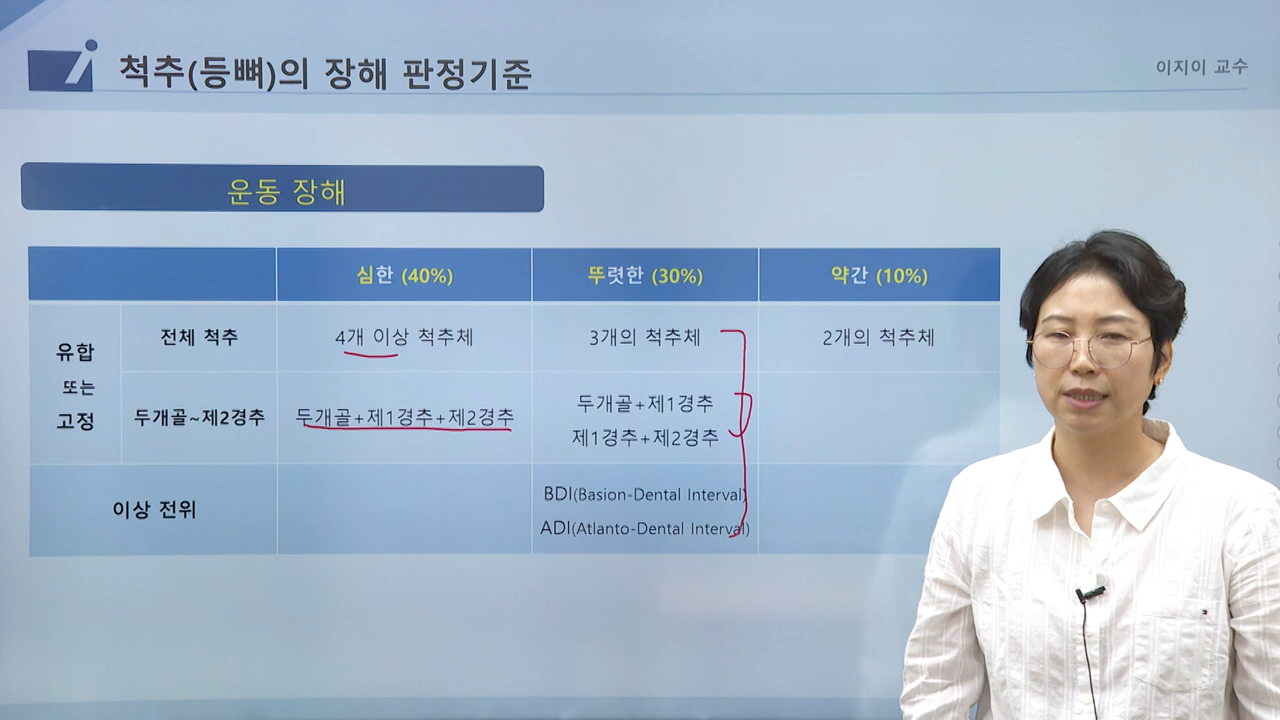 척추(등뼈)의 장해 판정기준
이지이 교수
운동 장해
심한 (40%)
뚜렷한 (30%)
약간 (10%)
유합
또는
고정
전체 척추
4개 이상 척추체
3개의 척추체
2개의 척추체
두개골~제2경추
두개골+제1경추+제2경추
두개골+제1경추
제1경추+제2경추
이상 전위
BDI(Basion-Dental Interval)
ADI(Atlanto-Dental Interval)